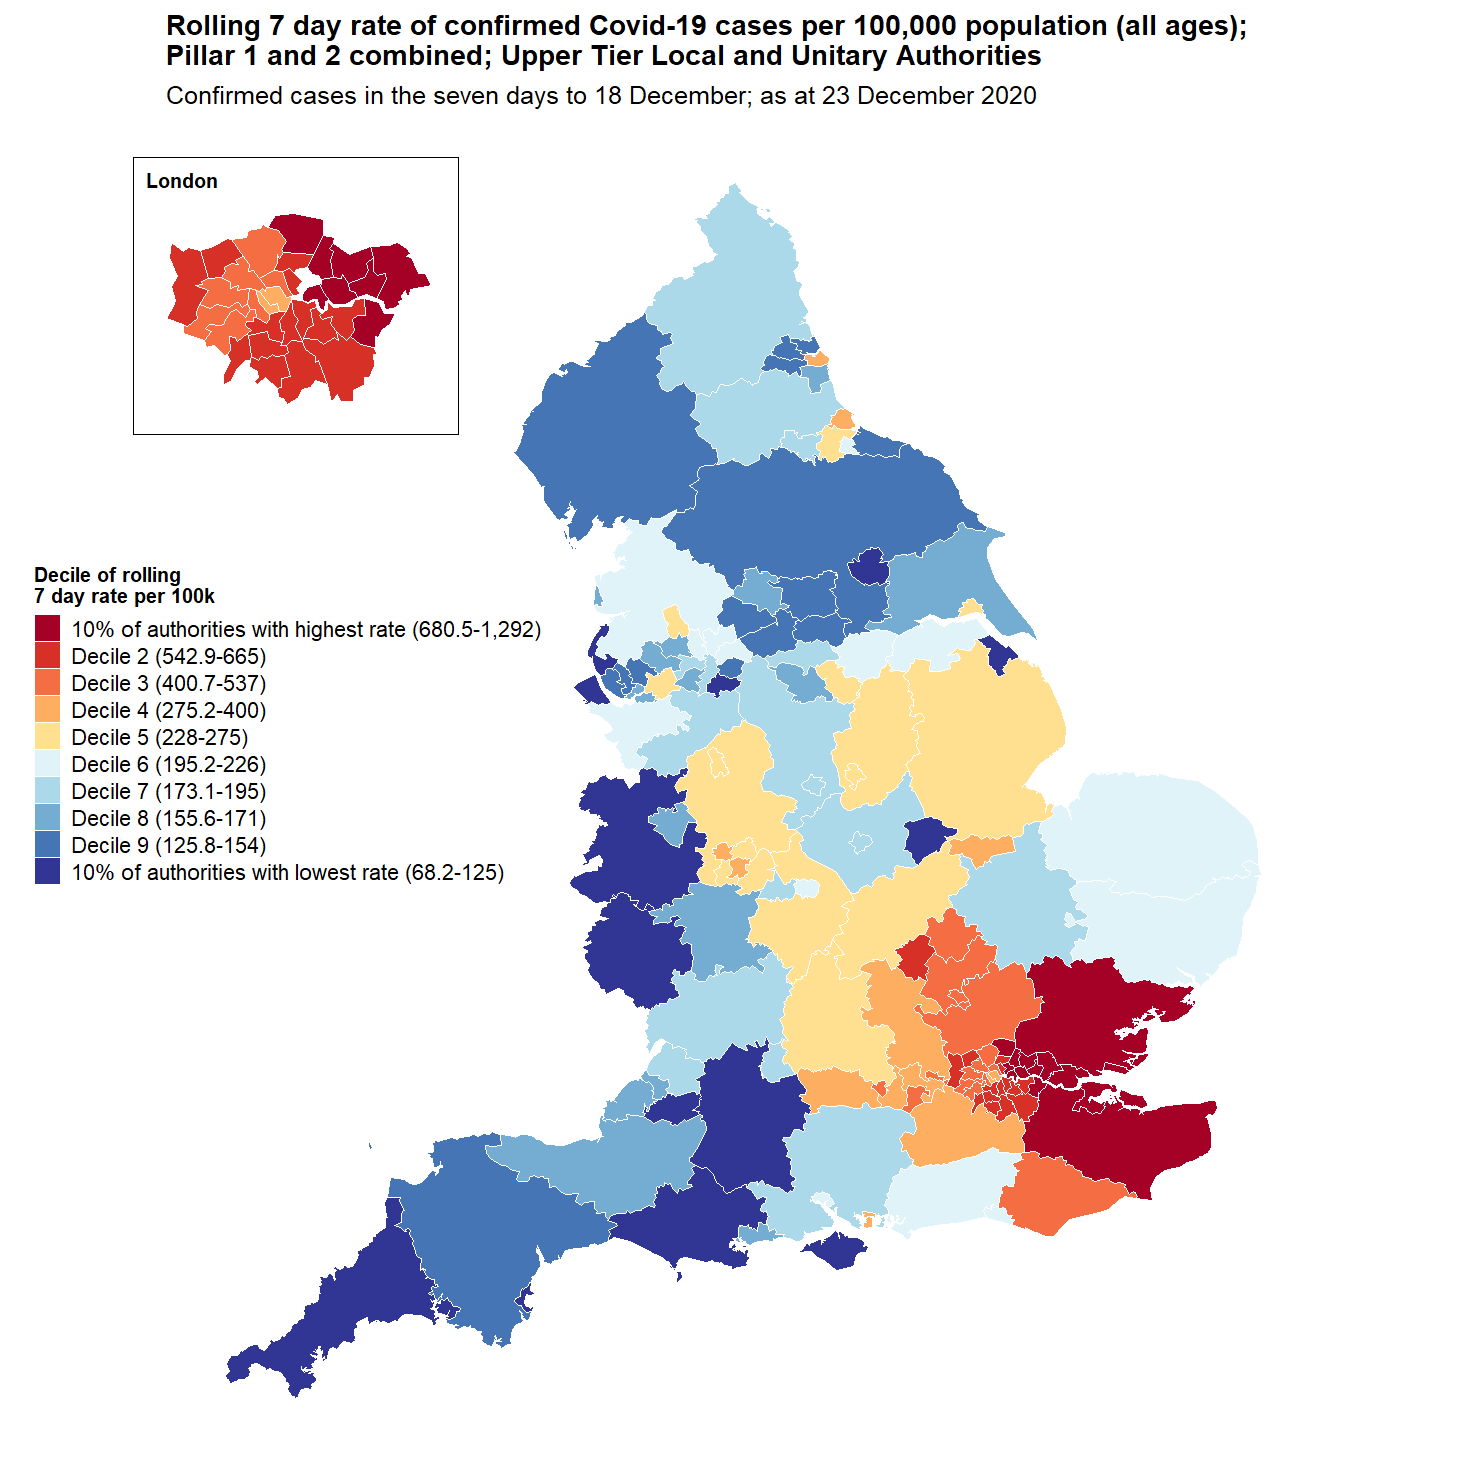 Rolling 7 day rate of confirmed Covid-19 cases per 100,000 population (all ages);
Pillar 1 and 2 combined; Upper Tier Local and Unitary Authorities
Confirmed cases in the seven days to 18 December; as at 23 December 2020
London
Decile of rolling
7 day rate per 100k
10% of authorities with highest rate (680.5-1,292)
Decile 2 (542.9-665)
Decile 3 (400.7-537)
Decile 4 (275.2-400)
Decile 5 (228-275)
Decile 6 (195.2-226)
Decile 7 (173.1-195)
Decile 8 (155.6-171)
Decile 9 (125.8-154)
10% of authorities with lowest rate (68.2-125)